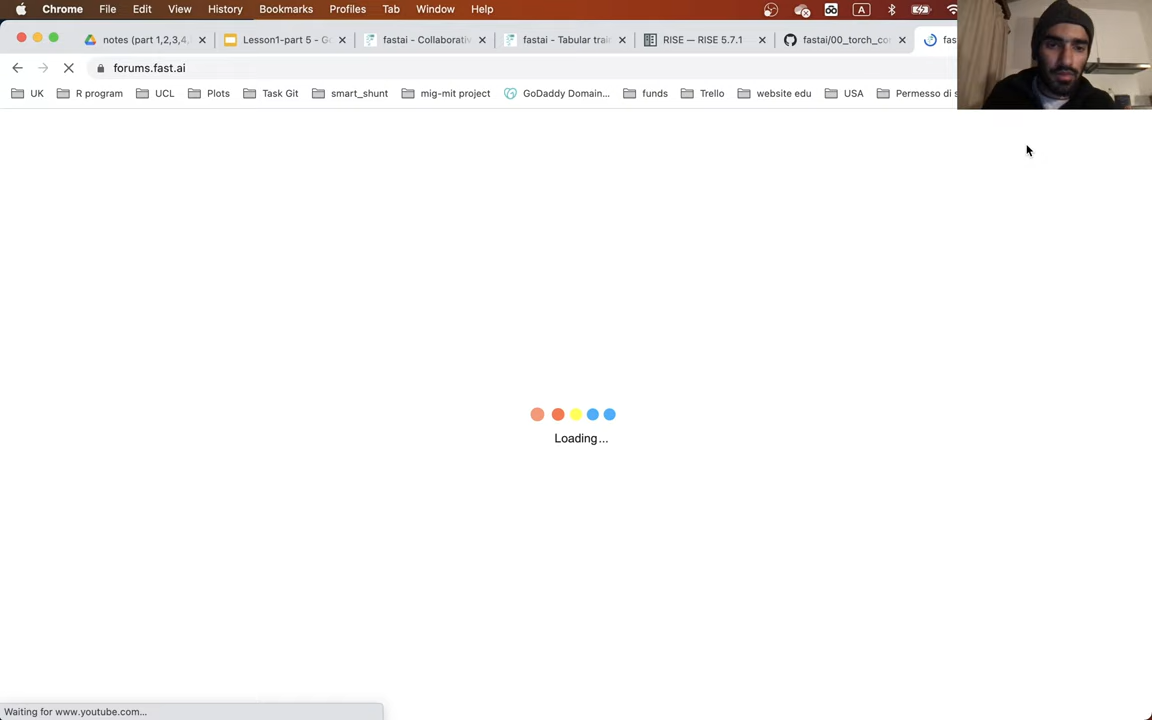 Chrome File Edit View History Bookmarks Profiles Tab Window Help A
notes (part 1,2,3,4, Lesson1-part 5 - Go fastai - Collaborativ fastai - Tabular trai RISE — RISE 5.7.1 fastai/00_torch_co fas
forums.fast.ai
UK R program UCL Plots Task Git smart_shunt mig-mit project GoDaddy Domain... funds Trello website edu USA Permesso di s
Loading...
Waiting for www.youtube.com...